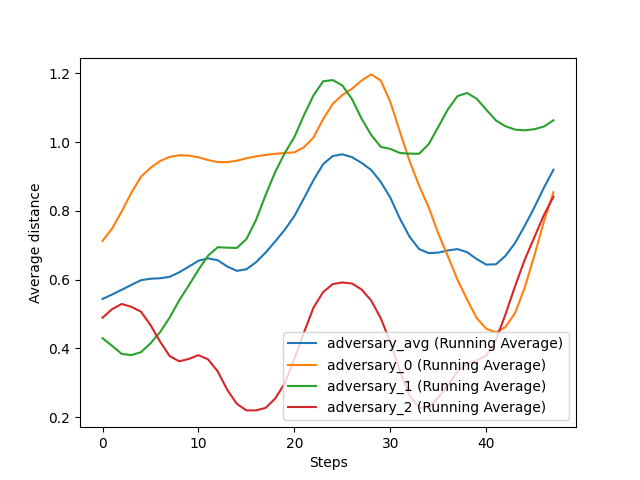 1.2
1.0
0.8
0.6
0.4
0.2
Average distance
adversary_avg (Running Average)
adversary_0 (Running Average)
adversary_1 (Running Average)
adversary_2 (Running Average)
0 10 20 30 40
Steps